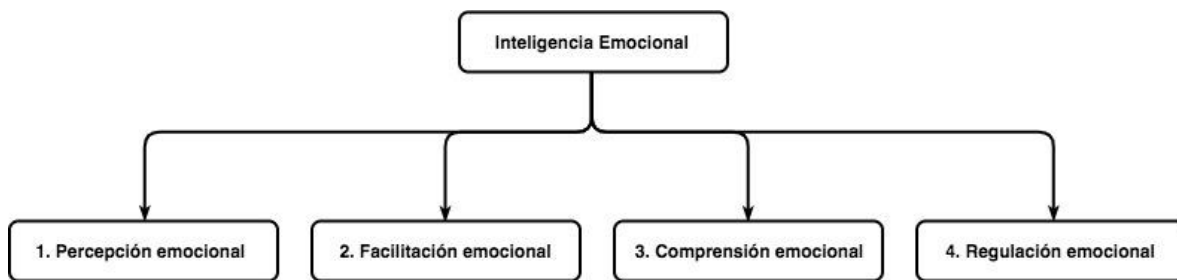 Inteligencia Emocional
1. Percepción emocional
2. Facilitación emocional
3. Comprensión emocional
4. Regulación emocional